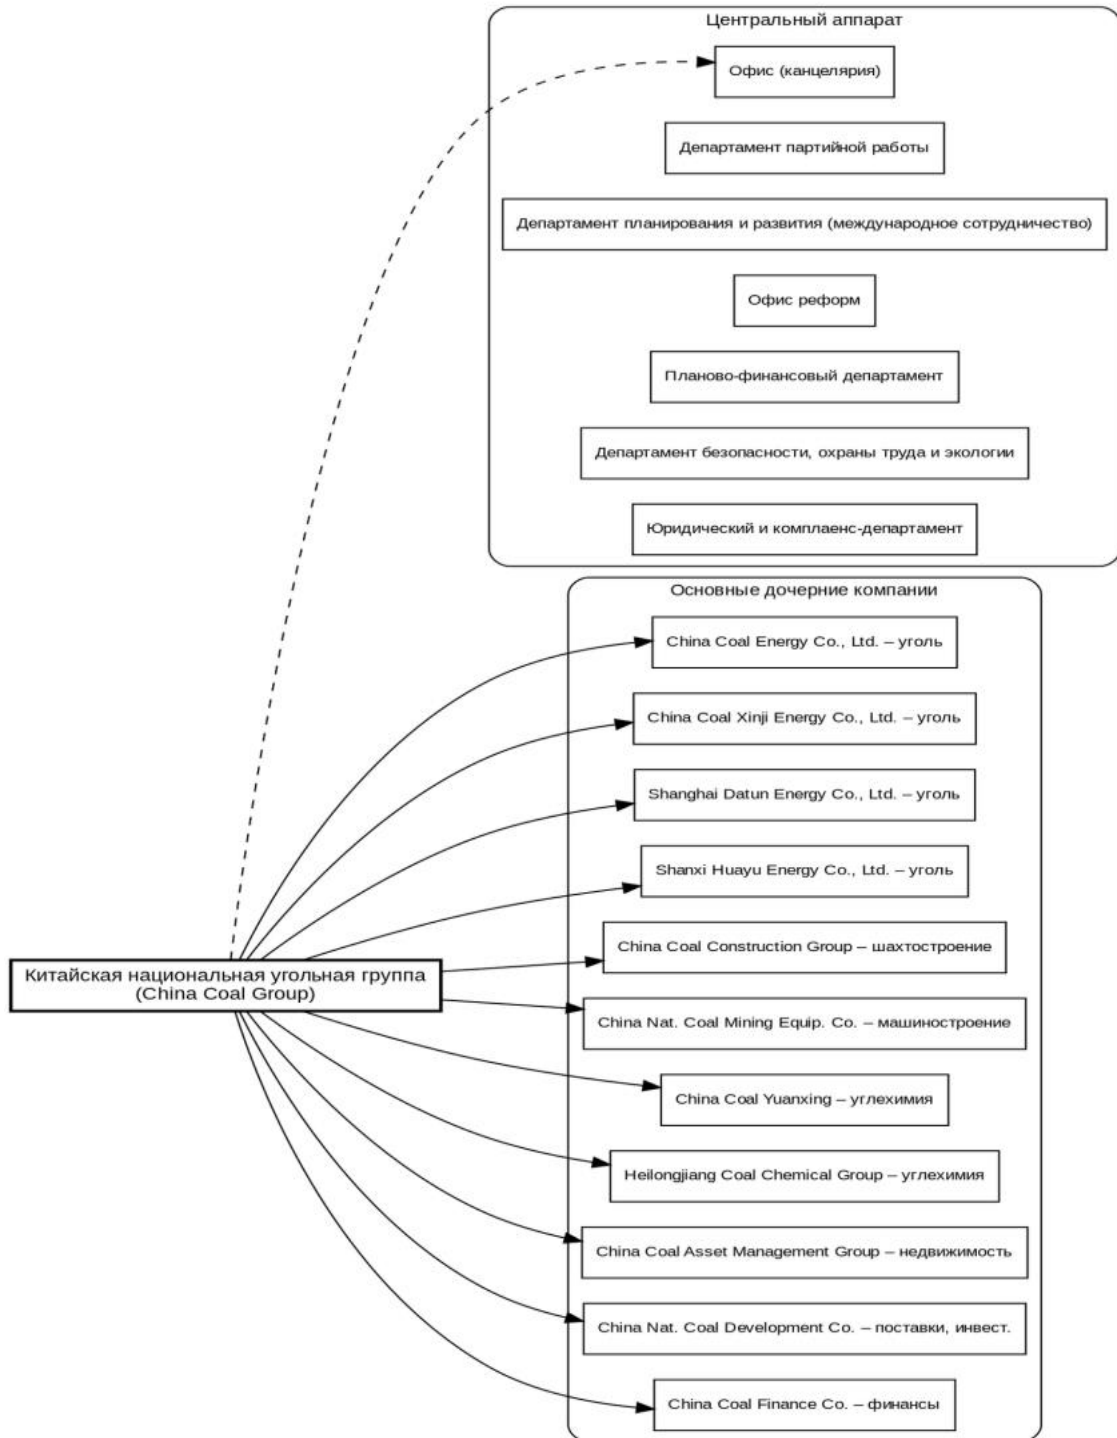 Центральный аппарат
Офис (канцелярия)
Департамент партийной работы
Департамент планирования и развития (международное сотрудничество)
Офис реформ
Планово-финансовый департамент
Департамент безопасности, охраны труда и экологии
Юридический и комплаенс-департамент
Основные дочерние компании
China Coal Energy Co., Ltd. – уголь
China Coal Xinji Energy Co., Ltd. – уголь
Shanghai Datun Energy Co., Ltd. – уголь
Shanxi Huayu Energy Co., Ltd. – уголь
China Coal Construction Group – шахтостроение
Китайская национальная угольная группа
(China Coal Group)
China Nat. Coal Mining Equip. Co. – машиностроение
China Coal Yuanxing – углехимия
Heilongjiang Coal Chemical Group – углехимия
China Coal Asset Management Group – недвижимость
China Nat. Coal Development Co. – поставки, инвест.
China Coal Finance Co. – финансы